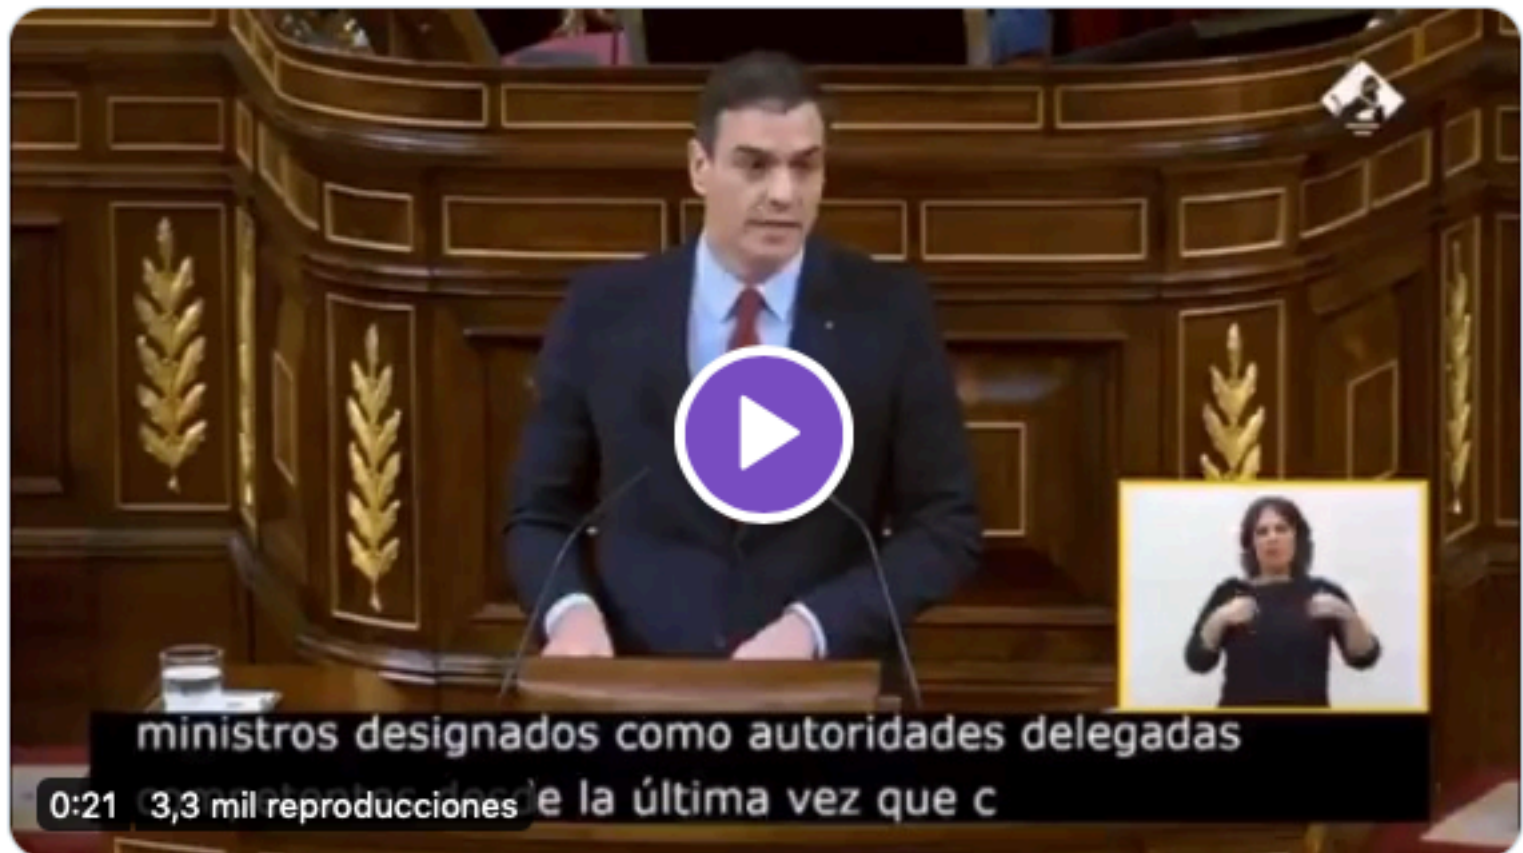 ministros designados como autoridades delegadas
e la última vez que c
0:21 3,3 mil reproducciones